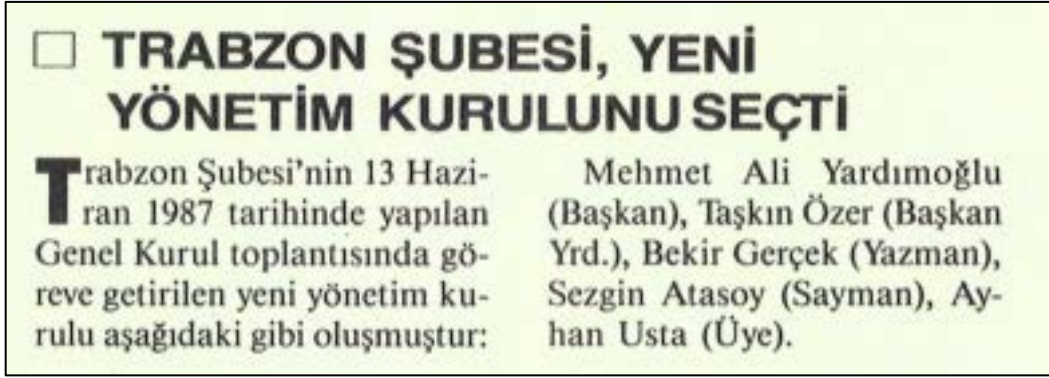 □ TRABZON ŞUBESİ, YENİ
YÖNETİM KURULUNU SEÇTİ
Trabzon Şubesi'nin 13 Hazi-
ran 1987 tarihinde yapılan
Genel Kurul toplantısında gö-
reve getirilen yeni yönetim ku-
rulu aşağıdaki gibi oluşmuştur:
Mehmet Ali Yardımoğlu
(Başkan), Taşkın Özer (Başkan
Yrd.), Bekir Gerçek (Yazman),
Sezgin Atasoy (Sayman), Ay-
han Usta (Üye).